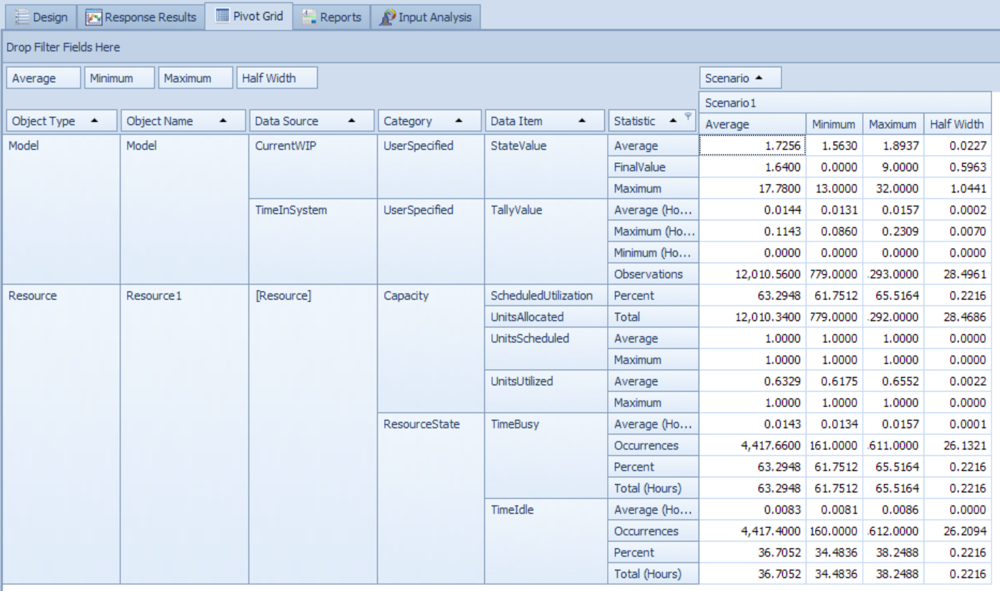 Design Response Results Pivot Grid Reports Input Analysis
Drop Filter Fields Here
Average Minimum Maximum Half Width Scenario
Scenario1
Object Type Object Name Data Source Category Data Item Statistic Average Minimum Maximum Half Width
Model Model CurrentWIP UserSpecified StateValue Average 1.7256 1.5630 1.8937 0.0227
FinalValue 1.6400 0.0000 9.0000 0.5963
Maximum 17.7800 13.0000 32.0000 1.0441
TimeInSystem UserSpecified TallyValue Average (Ho... 0.0144 0.0131 0.0157 0.0002
Maximum (Ho... 0.1143 0.0860 0.2309 0.0070
Minimum (Ho... 0.0000 0.0000 0.0000 0.0000
Observations 12,010.5600 779.0000 .293.0000 28.4961
Resource Resource1 [Resource] Capacity ScheduledUtilization Percent 63.2948 61.7512 65.5164 0.2216
UnitsAllocated Total 12,010.3400 779.0000 .292.0000 28.4686
UnitsScheduled Average 1.0000 1.0000 1.0000 0.0000
Maximum 1.0000 1.0000 1.0000 0.0000
UnitsUtilized Average 0.6329 0.6175 0.6552 0.0022
Maximum 1.0000 1.0000 1.0000 0.0000
ResourceState TimeBusy Average (Ho... 0.0143 0.0134 0.0157 0.0001
Occurrences 4,417.6600 161.0000 .611.0000 26.1321
Percent 63.2948 61.7512 65.5164 0.2216
Total (Hours) 63.2948 61.7512 65.5164 0.2216
TimeIdle Average (Ho... 0.0083 0.0081 0.0086 0.0000
Occurrences 4,417.4000 160.0000 .612.0000 26.2094
Percent 36.7052 34.4836 38.2488 0.2216
Total (Hours) 36.7052 34.4836 38.2488 0.2216